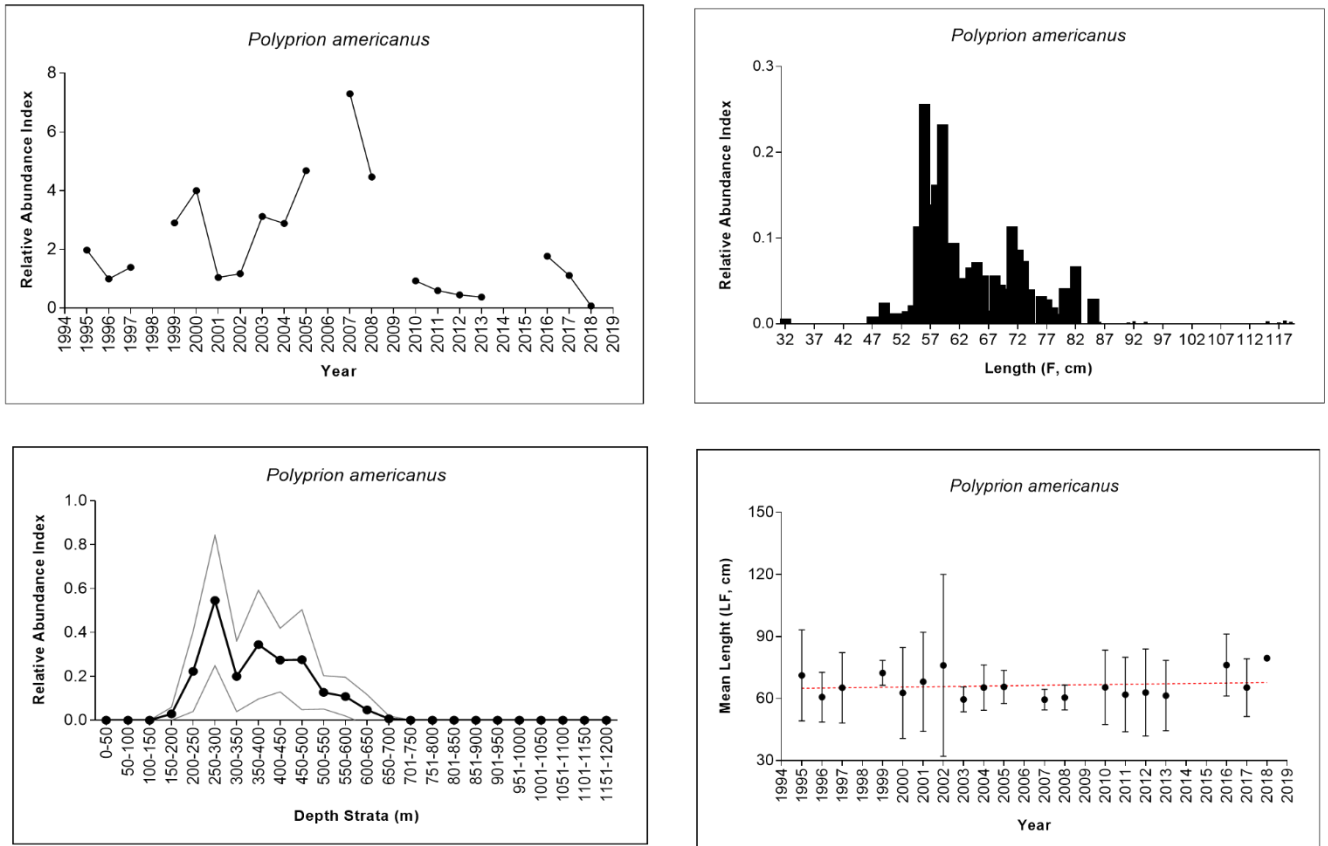 Polyprion americanus
Relative Abundance Index
8
6
4
2
0
1994 1995 1996 1997 1998 1999 2000 2001 2002 2003 2004 2005 2006 2007 2008 2009 2010 2011 2012 2013 2014 2015 2016 2017 2018 2019
Year
Polyprion americanus
Relative Abundance Index
0.3
0.2
0.1
0.0
32 37 42 47 52 57 62 67 72 77 82 87 92 97 102 107 112 117
Length (F, cm)
Polyprion americanus
Relative Abundance Index
1.0
0.8
0.6
0.4
0.2
0.0
0-50 50-100 100-150 150-200 200-250 250-300 300-350 350-400 400-450 450-500 500-550 550-600 600-650 650-700 701-750 751-800 801-850 851-900 901-950 951-1000 1001-1050 1051-1100 1101-1150 1151-1200
Depth Strata (m)
Polyprion americanus
Mean Lenght (LF, cm)
150
120
90
60
30
1994 1995 1996 1997 1998 1999 2000 2001 2002 2003 2004 2005 2006 2007 2008 2009 2010 2011 2012 2013 2014 2015 2016 2017 2018 2019
Year